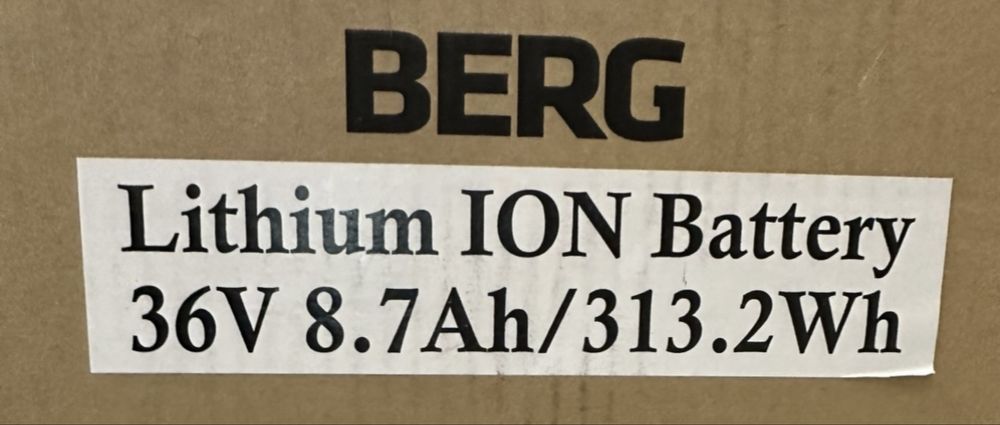 BERG
Lithium ION Battery
36V 8.7Ah/313.2Wh